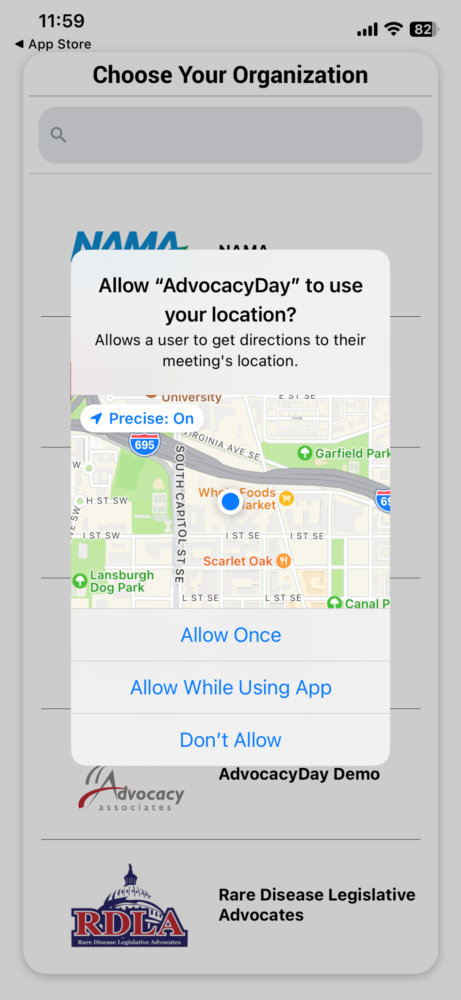 11:59
82
App Store
Choose Your Organization
NAMA
NAMA
Allow “AdvocacyDay” to use
your location?
Allows a user to get directions to their
meeting's location.
University
E ST SE
Precise: On
695
VIRGINIA AVE SE
SOUTH CAPITOL ST SE
Garfield Park
W
Foods
H ST SW
SW
I ST SW
I ST SE
I ST SE
Scarlet Oak
Lansburgh
Dog Park
L ST SE
L ST SE
Canal P
Allow Once
Allow While Using App
Don’t Allow
Advocacy
associates
AdvocacyDay Demo
RDLA
Rare Disease Legislative Advocates
Rare Disease Legislative
Advocates